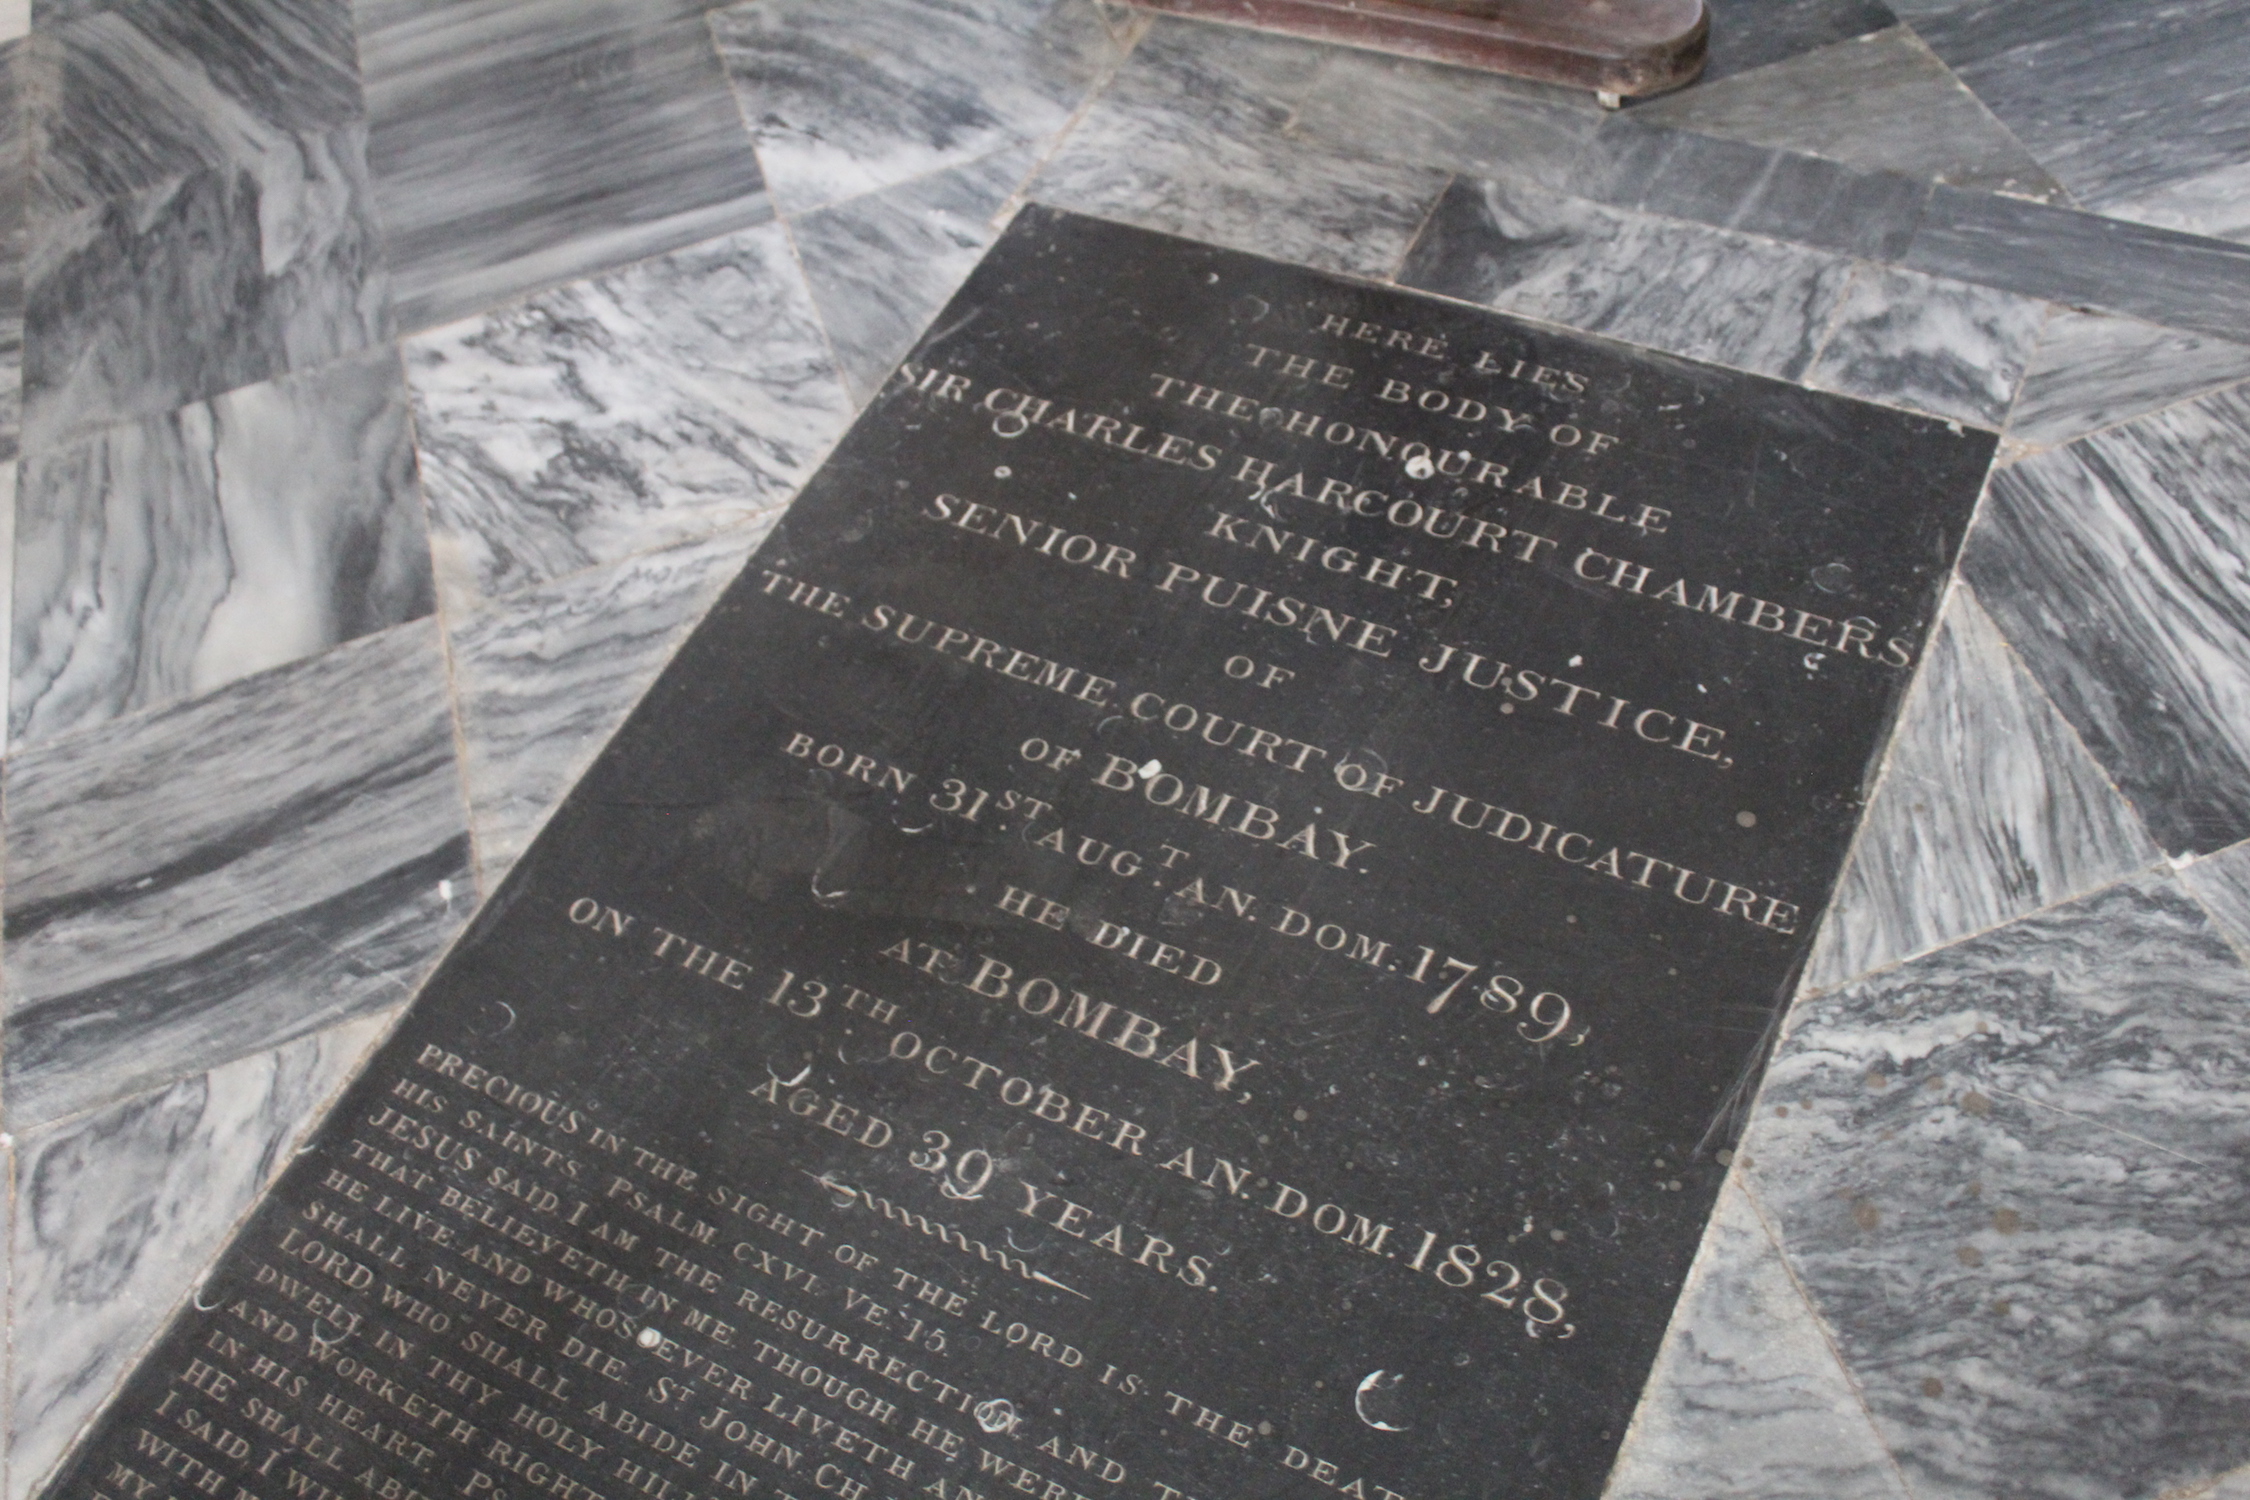 HERE LIES
THE BODY OF
THE HONOURABLE
SIR CHARLES HARCOURT CHAMBERS
KNIGHT,
SENIOR PUISNE JUSTICE,
OF
THE SUPREME COURT OF JUDICATURE
OF BOMBAY.
BORN 31ST AUGT. AN. DOM. 1789,
HE DIED
AT BOMBAY,
ON THE 13TH OCTOBER AN. DOM. 1828,
AGED 39 YEARS.
PRECIOUS IN THE SIGHT OF THE LORD IS THE
HIS SAINTS. PSALM CXVI. VE. 15.
JESUS SAID, I AM THE RESURRECTION AND
THAT BELIEVETH IN ME THOUGH HE WERE
HE LIVE AND WHOSOEVER LIVETH
SHALL NEVER DIE ST JOHN CH
LORD, WHO SHALL ABIDE IN
DWELL IN THY HOLY
AND WORKETH
IN HIS HEART.
HE SHALL
I SAID, I
WITH
MY